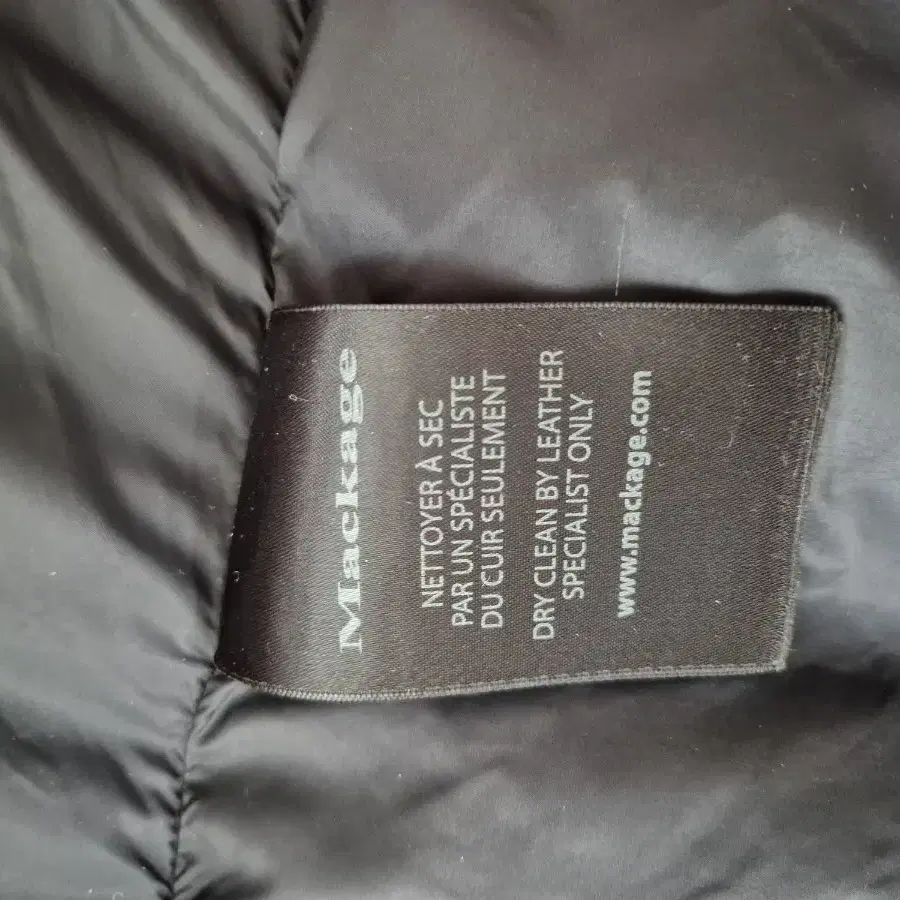 Mackage
NETTOYER À SEC
PAR UN SPÉCIALISTE
DU CUIR SEULEMENT
DRY CLEAN BY LEATHER
SPECIALIST ONLY
www.mackage.com